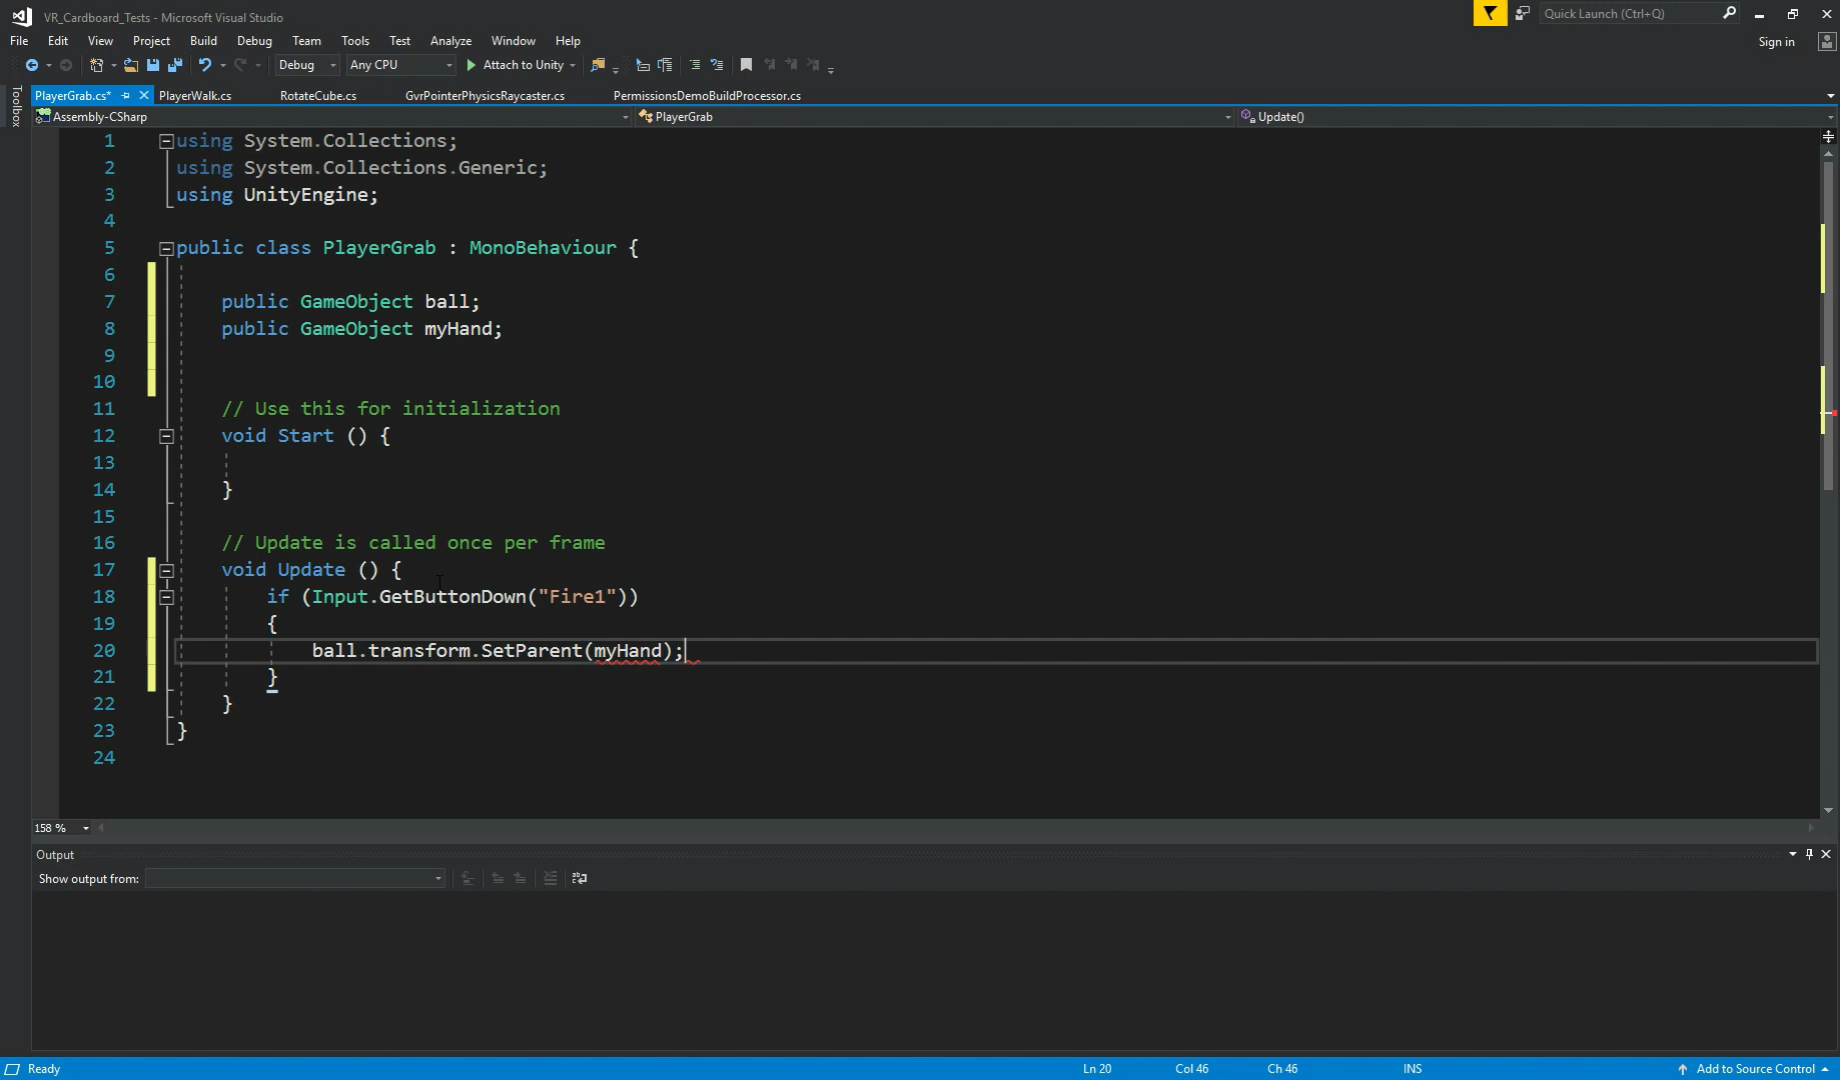 VR_Cardboard_Tests - Microsoft Visual Studio
Quick Launch (Ctrl+Q)
File Edit View Project Build Debug Team Tools Test Analyze Window Help
Sign in
Debug Any CPU Attach to Unity
Toolbox
PlayerGrab.cs* PlayerWalk.cs RotateCube.cs GvrPointerPhysicsRaycaster.cs PermissionsDemoBuildProcessor.cs
Assembly-CSharp PlayerGrab Update()
1 using System.Collections;
2 using System.Collections.Generic;
3 using UnityEngine;
4
5 public class PlayerGrab : MonoBehaviour {
6
7 public GameObject ball;
8 public GameObject myHand;
9
10
11 // Use this for initialization
12 void Start () {
13
14 }
15
16 // Update is called once per frame
17 void Update () {
18 if (Input.GetButtonDown("Fire1"))
19 {
20 ball.transform.SetParent(myHand);
21 }
22 }
23 }
24
158 %
Output
Show output from:
Ready Ln 20 Col 46 Ch 46 INS Add to Source Control